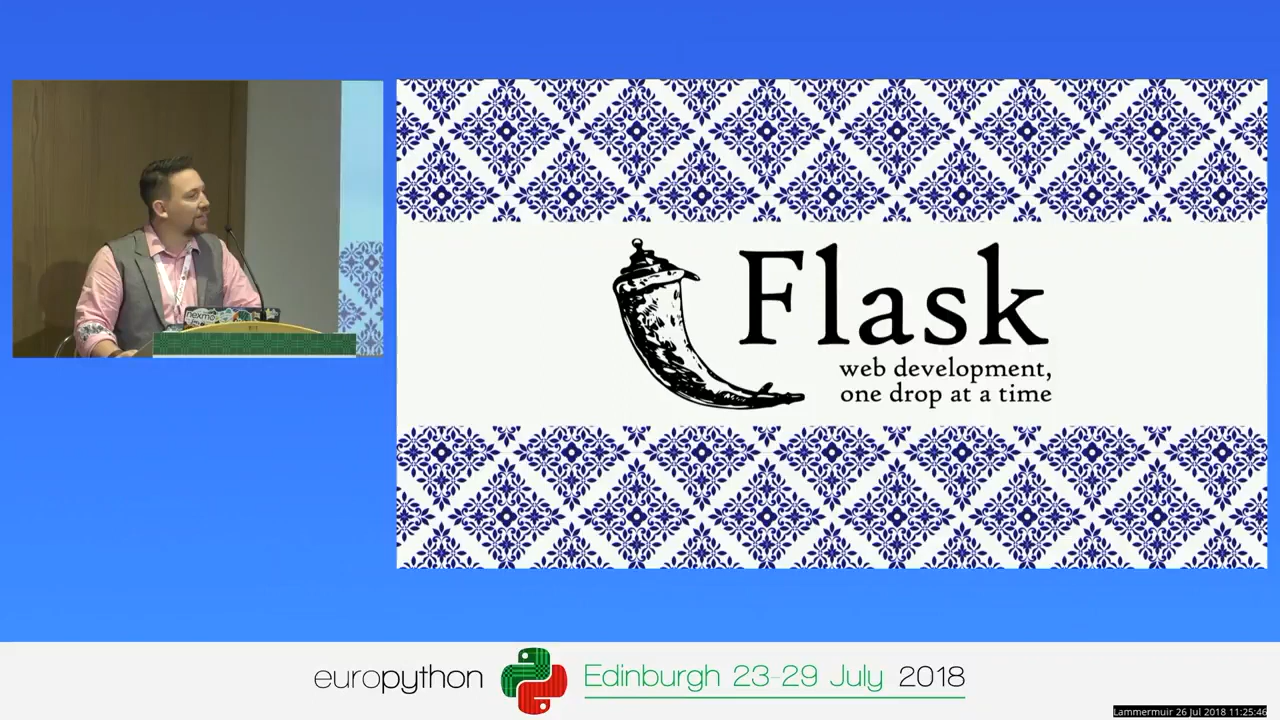 nexmo
Flask
web development,
one drop at a time
europython
Edinburgh 23-29 July 2018
Lammermuir 26 Jul 2018 11:25:46